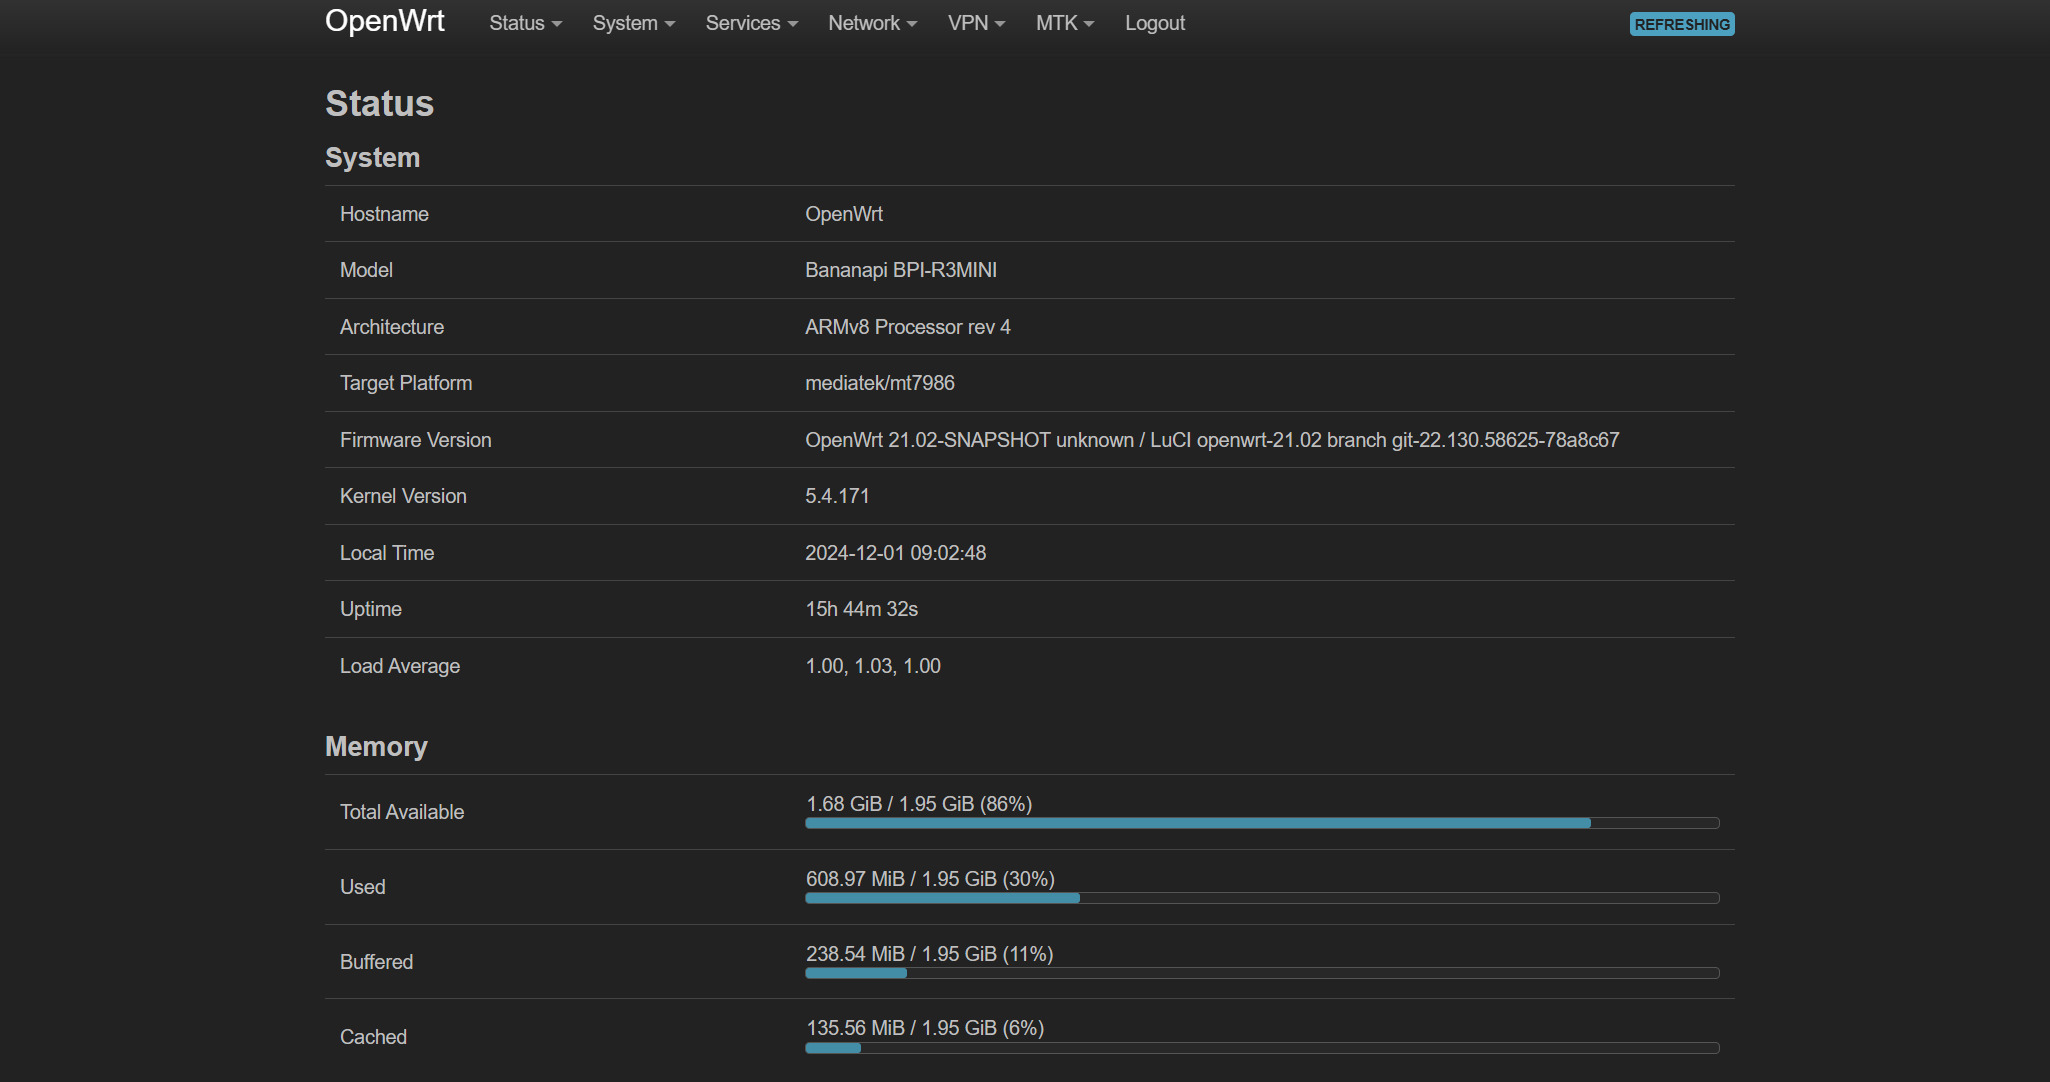 OpenWrt Status System Services Network VPN MTK Logout REFRESHING
Status
System
Hostname OpenWrt
Model Bananapi BPI-R3MINI
Architecture ARMv8 Processor rev 4
Target Platform mediatek/mt7986
Firmware Version OpenWrt 21.02-SNAPSHOT unknown / LuCI openwrt-21.02 branch git-22.130.58625-78a8c67
Kernel Version 5.4.171
Local Time 2024-12-01 09:02:48
Uptime 15h 44m 32s
Load Average 1.00, 1.03, 1.00
Memory
Total Available 1.68 GiB / 1.95 GiB (86%)
Used 608.97 MiB / 1.95 GiB (30%)
Buffered 238.54 MiB / 1.95 GiB (11%)
Cached 135.56 MiB / 1.95 GiB (6%)